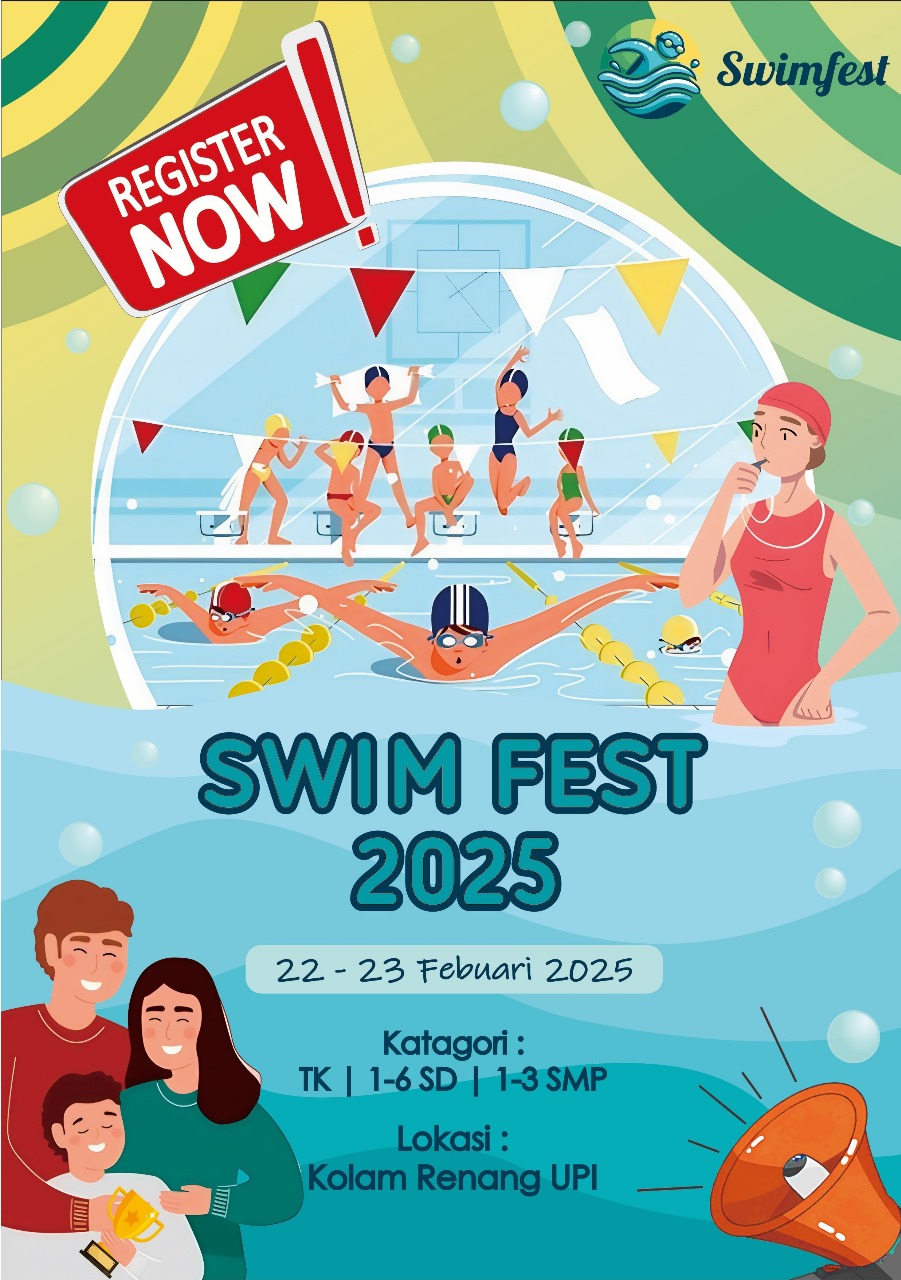 Swimfest
REGISTER
NOW!
SWIM FEST
2025
22 - 23 Febuari 2025
Katagori :
TK | 1-6 SD | 1-3 SMP
Lokasi :
Kolam Renang UPI